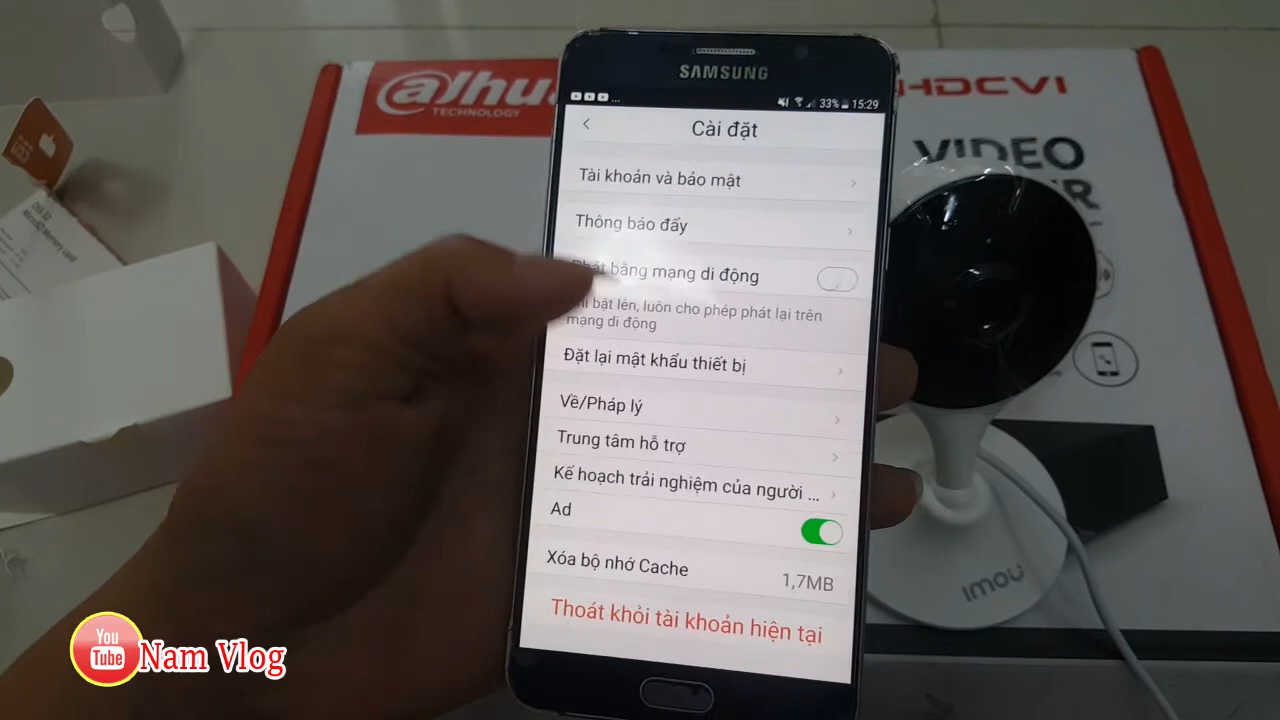 alhua
TECHNOLOGY
HDCVI
VIDEO
SAMSUNG
33% 15:29
Cài đặt
Tài khoản và bảo mật
Thông báo đẩy
Phát bằng mạng di động
bật lên, luôn cho phép phát lại trên
mạng di động
Đặt lại mật khẩu thiết bị
Về/Pháp lý
Trung tâm hỗ trợ
Kế hoạch trải nghiệm của người ...
Ad
Xóa bộ nhớ Cache
1,7MB
Thoát khỏi tài khoản hiện tại
imou
You
Tube
Nam Vlog